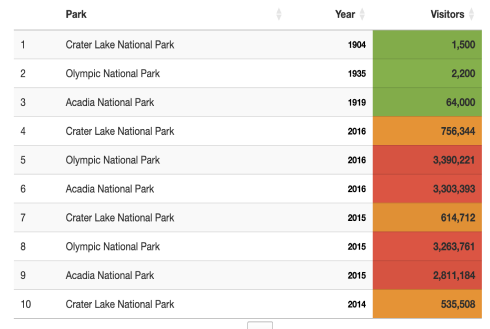 Park Year Visitors
1 Crater Lake National Park 1904 1,500
2 Olympic National Park 1935 2,200
3 Acadia National Park 1919 64,000
4 Crater Lake National Park 2016 756,344
5 Olympic National Park 2016 3,390,221
6 Acadia National Park 2016 3,303,393
7 Crater Lake National Park 2015 614,712
8 Olympic National Park 2015 3,263,761
9 Acadia National Park 2015 2,811,184
10 Crater Lake National Park 2014 535,508